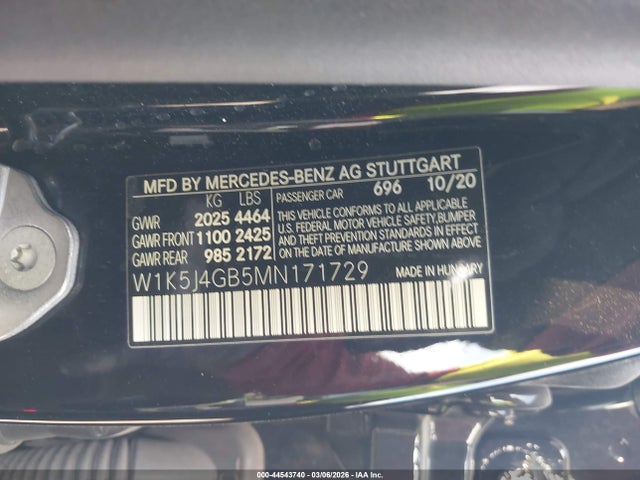 MFD BY MERCEDES-BENZ AG STUTTGART
KG LBS PASSENGER CAR 696 10/20
GVWR 2025 4464
GAWR FRONT 1100 2425
GAWR REAR 985 2172
THIS VEHICLE CONFORMS TO ALL APPLICABLE
U.S. FEDERAL MOTOR VEHICLE SAFETY, BUMPER
AND THEFT PREVENTION STANDARDS IN EFFECT
ON THE DATE OF MANUFACTURE SHOWN ABOVE.
W1K5J4GB5MN171729 MADE IN HUNGARY
000-44543740 - 03/06/2026 - IAA Inc.